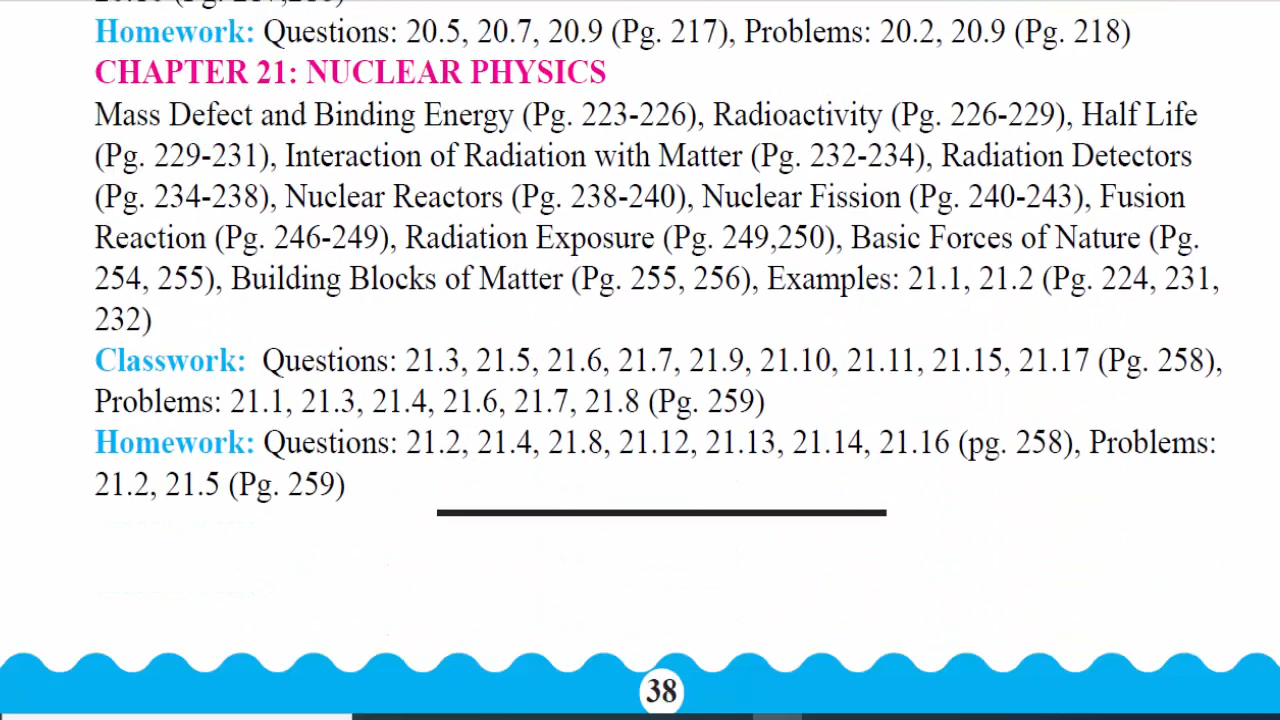 Homework: Questions: 20.5, 20.7, 20.9 (Pg. 217), Problems: 20.2, 20.9 (Pg. 218)
CHAPTER 21: NUCLEAR PHYSICS
Mass Defect and Binding Energy (Pg. 223-226), Radioactivity (Pg. 226-229), Half Life
(Pg. 229-231), Interaction of Radiation with Matter (Pg. 232-234), Radiation Detectors
(Pg. 234-238), Nuclear Reactors (Pg. 238-240), Nuclear Fission (Pg. 240-243), Fusion
Reaction (Pg. 246-249), Radiation Exposure (Pg. 249,250), Basic Forces of Nature (Pg.
254, 255), Building Blocks of Matter (Pg. 255, 256), Examples: 21.1, 21.2 (Pg. 224, 231,
232)
Classwork: Questions: 21.3, 21.5, 21.6, 21.7, 21.9, 21.10, 21.11, 21.15, 21.17 (Pg. 258),
Problems: 21.1, 21.3, 21.4, 21.6, 21.7, 21.8 (Pg. 259)
Homework: Questions: 21.2, 21.4, 21.8, 21.12, 21.13, 21.14, 21.16 (pg. 258), Problems:
21.2, 21.5 (Pg. 259)
38